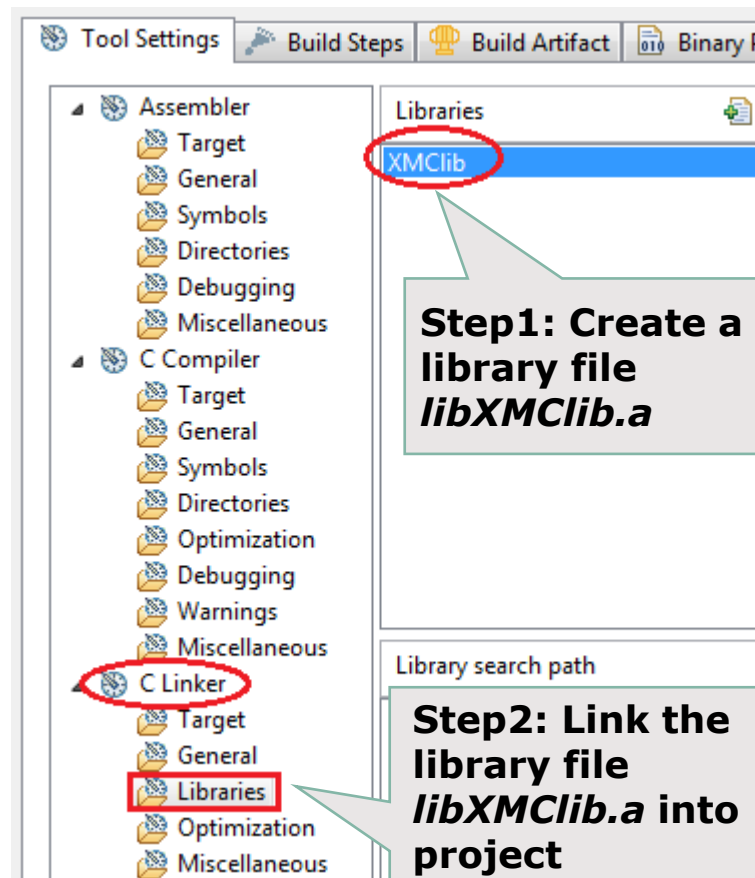 Tool Settings
Build Steps
Build Artifact
Binary
Assembler
Target
General
Symbols
Directories
Debugging
Miscellaneous
C Compiler
Target
General
Symbols
Directories
Optimization
Debugging
Warnings
Miscellaneous
C Linker
Target
General
Libraries
Optimization
Miscellaneous
Libraries
XMClib
Step1: Create a
library file
libXMClib.a
Library search path
Step2: Link the
library file
libXMClib.a into
project